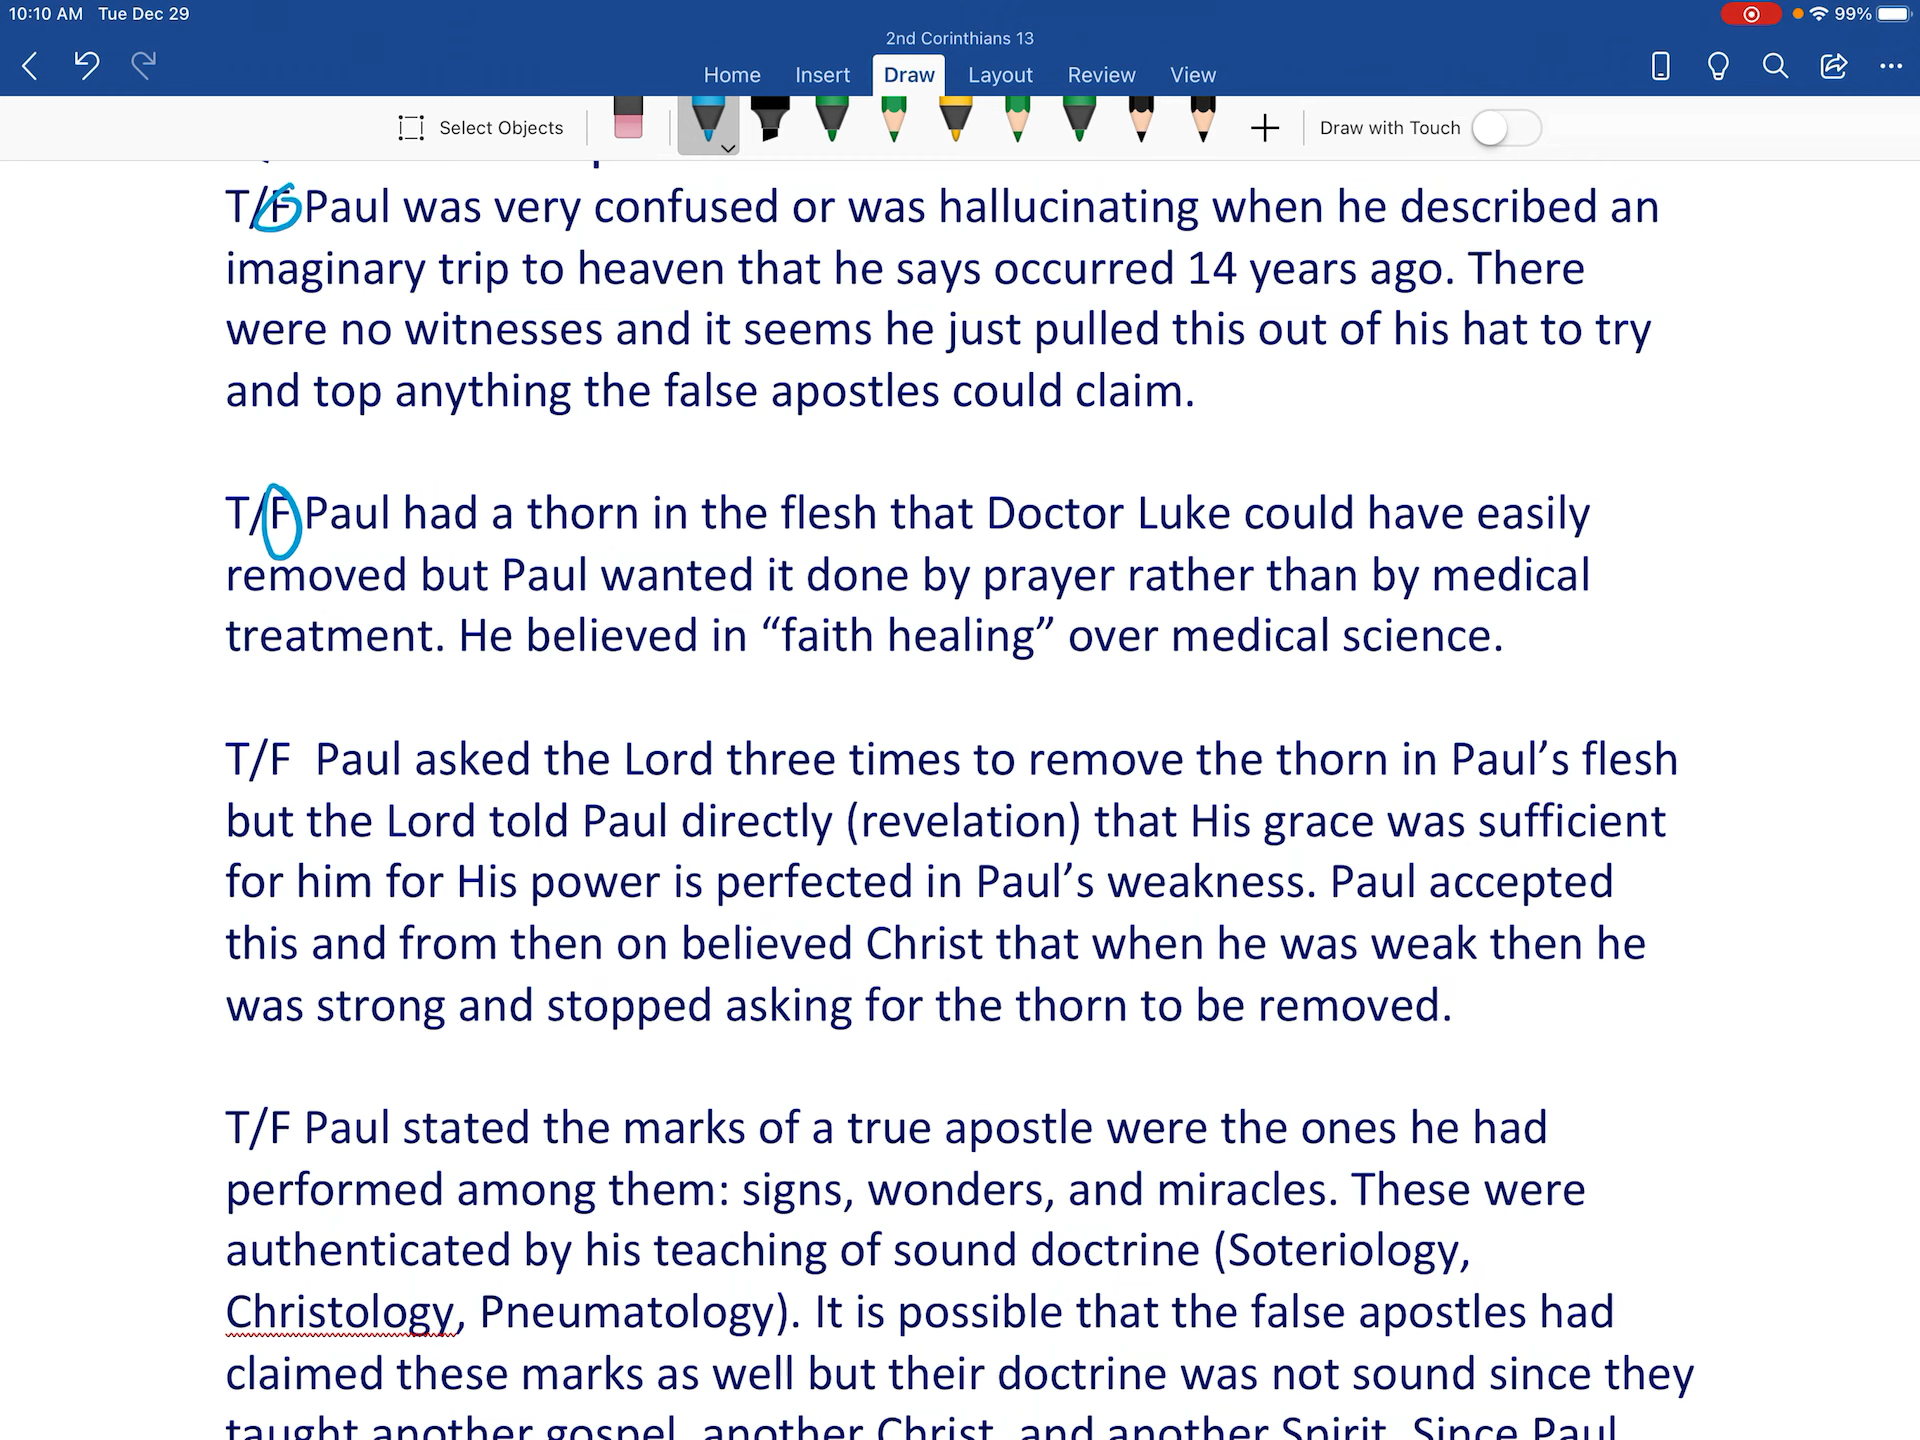 10:10 AM Tue Dec 29
99%
2nd Corinthians 13
Home Insert Draw Layout Review View
Select Objects
Draw with Touch
T/F Paul was very confused or was hallucinating when he described an
imaginary trip to heaven that he says occurred 14 years ago. There
were no witnesses and it seems he just pulled this out of his hat to try
and top anything the false apostles could claim.
T/F Paul had a thorn in the flesh that Doctor Luke could have easily
removed but Paul wanted it done by prayer rather than by medical
treatment. He believed in “faith healing” over medical science.
T/F Paul asked the Lord three times to remove the thorn in Paul’s flesh
but the Lord told Paul directly (revelation) that His grace was sufficient
for him for His power is perfected in Paul’s weakness. Paul accepted
this and from then on believed Christ that when he was weak then he
was strong and stopped asking for the thorn to be removed.
T/F Paul stated the marks of a true apostle were the ones he had
performed among them: signs, wonders, and miracles. These were
authenticated by his teaching of sound doctrine (Soteriology,
Christology, Pneumatology). It is possible that the false apostles had
claimed these marks as well but their doctrine was not sound since they
taught another gospel, another Christ, and another Spirit. Since Paul